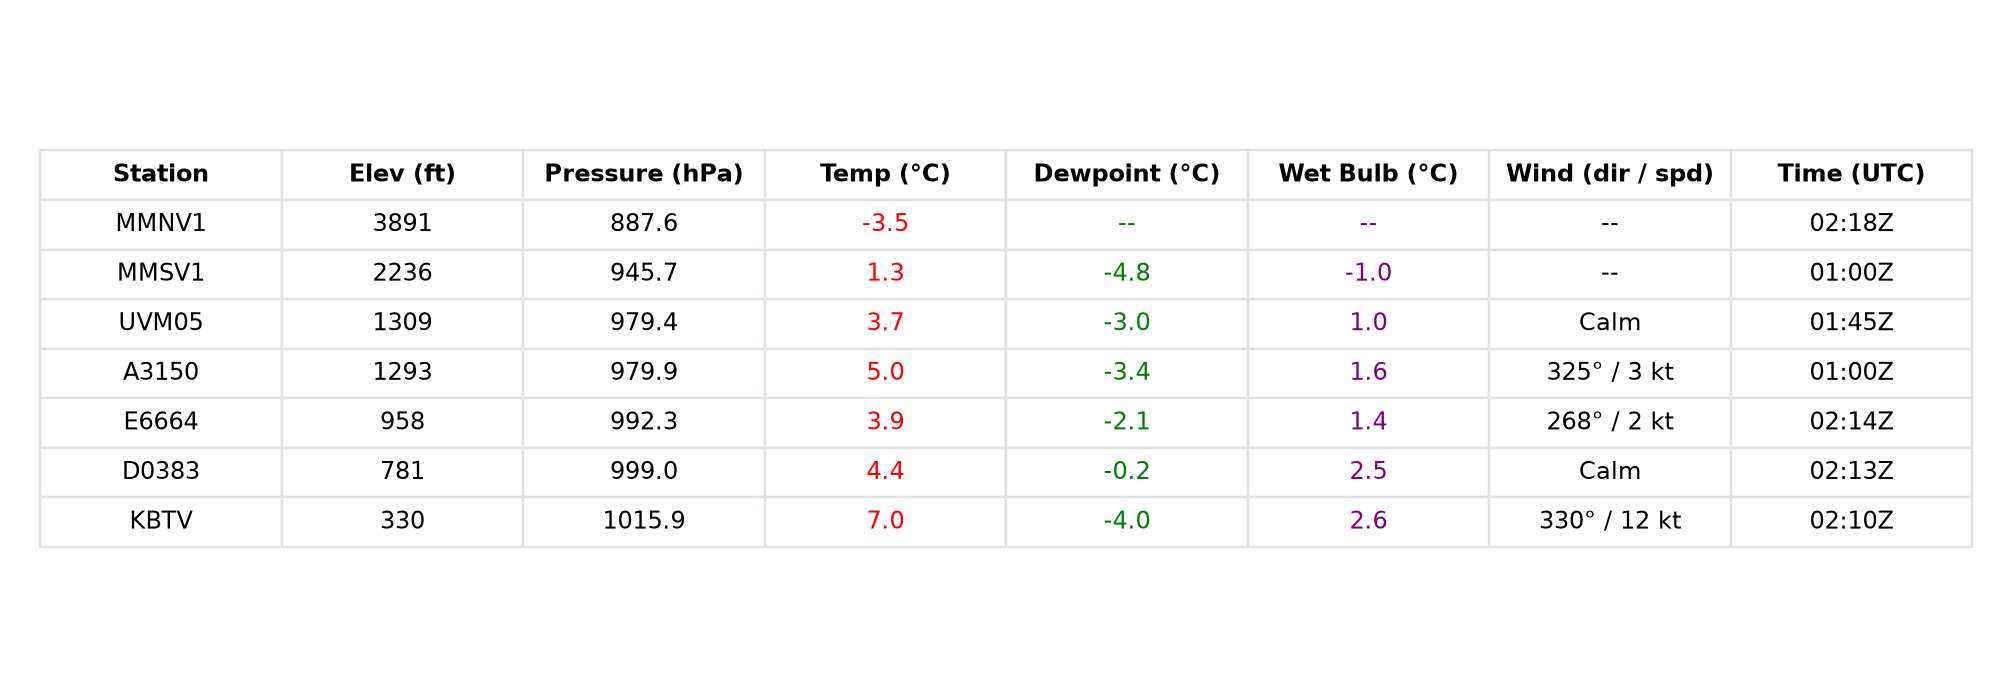 Station Elev (ft) Pressure (hPa) Temp (°C) Dewpoint (°C) Wet Bulb (°C) Wind (dir / spd) Time (UTC)
MMNV1 3891 887.6 -3.5 -- -- -- 02:18Z
MMSV1 2236 945.7 1.3 -4.8 -1.0 -- 01:00Z
UVM05 1309 979.4 3.7 -3.0 1.0 Calm 01:45Z
A3150 1293 979.9 5.0 -3.4 1.6 325° / 3 kt 01:00Z
E6664 958 992.3 3.9 -2.1 1.4 268° / 2 kt 02:14Z
D0383 781 999.0 4.4 -0.2 2.5 Calm 02:13Z
KBTV 330 1015.9 7.0 -4.0 2.6 330° / 12 kt 02:10Z